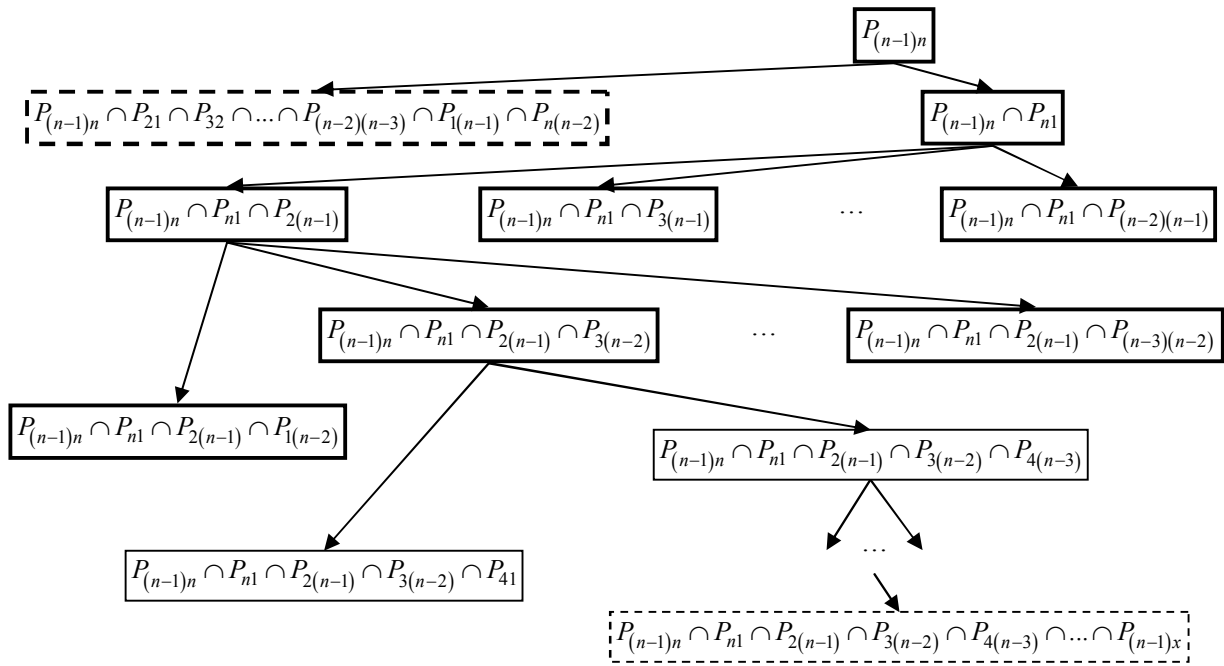 P_{(n-1)n}
P_{(n-1)n} ∩ P_{21} ∩ P_{32} ∩ ... ∩ P_{(n-2)(n-3)} ∩ P_{1(n-1)} ∩ P_{n(n-2)}
P_{(n-1)n} ∩ P_{n1}
P_{(n-1)n} ∩ P_{n1} ∩ P_{2(n-1)}
P_{(n-1)n} ∩ P_{n1} ∩ P_{3(n-1)}
...
P_{(n-1)n} ∩ P_{n1} ∩ P_{(n-2)(n-1)}
P_{(n-1)n} ∩ P_{n1} ∩ P_{2(n-1)} ∩ P_{3(n-2)}
...
P_{(n-1)n} ∩ P_{n1} ∩ P_{2(n-1)} ∩ P_{(n-3)(n-2)}
P_{(n-1)n} ∩ P_{n1} ∩ P_{2(n-1)} ∩ P_{1(n-2)}
P_{(n-1)n} ∩ P_{n1} ∩ P_{2(n-1)} ∩ P_{3(n-2)} ∩ P_{4(n-3)}
...
P_{(n-1)n} ∩ P_{n1} ∩ P_{2(n-1)} ∩ P_{3(n-2)} ∩ P_{41}
P_{(n-1)n} ∩ P_{n1} ∩ P_{2(n-1)} ∩ P_{3(n-2)} ∩ P_{4(n-3)} ∩ ... ∩ P_{(n-1)x}